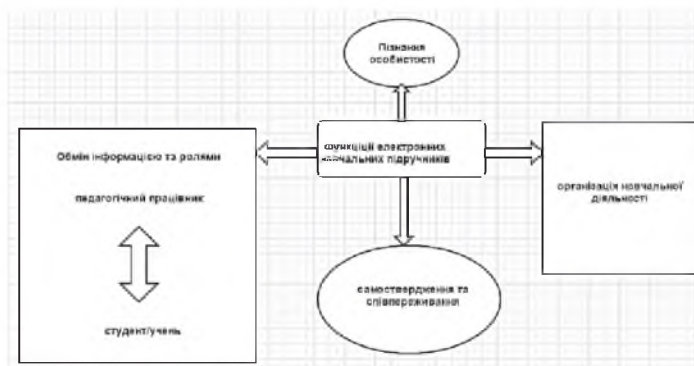 Пізнання
особистості
функції електронних
навчальних підручників
Обмін інформацією та ролями
педагогічний працівник
студент/учень
організація навчальної
діяльності
самоствердження та
співпереживання